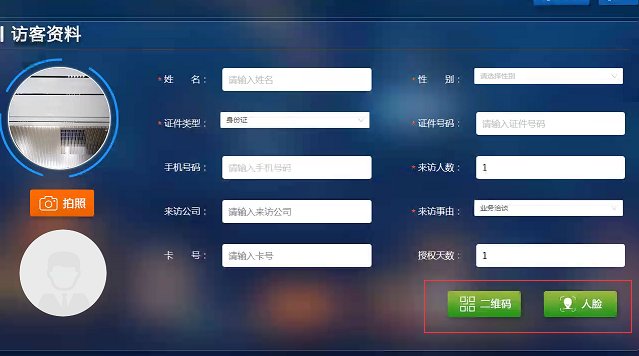 访客资料
* 姓 名： 请输入姓名 * 性 别： 请选择性别
* 证件类型： 身份证 * 证件号码： 请输入证件号码
手机号码： 请输入手机号码 * 来访人数： 1
拍照
来访公司： 请输入来访公司 * 来访事由： 业务洽谈
卡 号： 请输入卡号 授权天数： 1
二维码 人脸